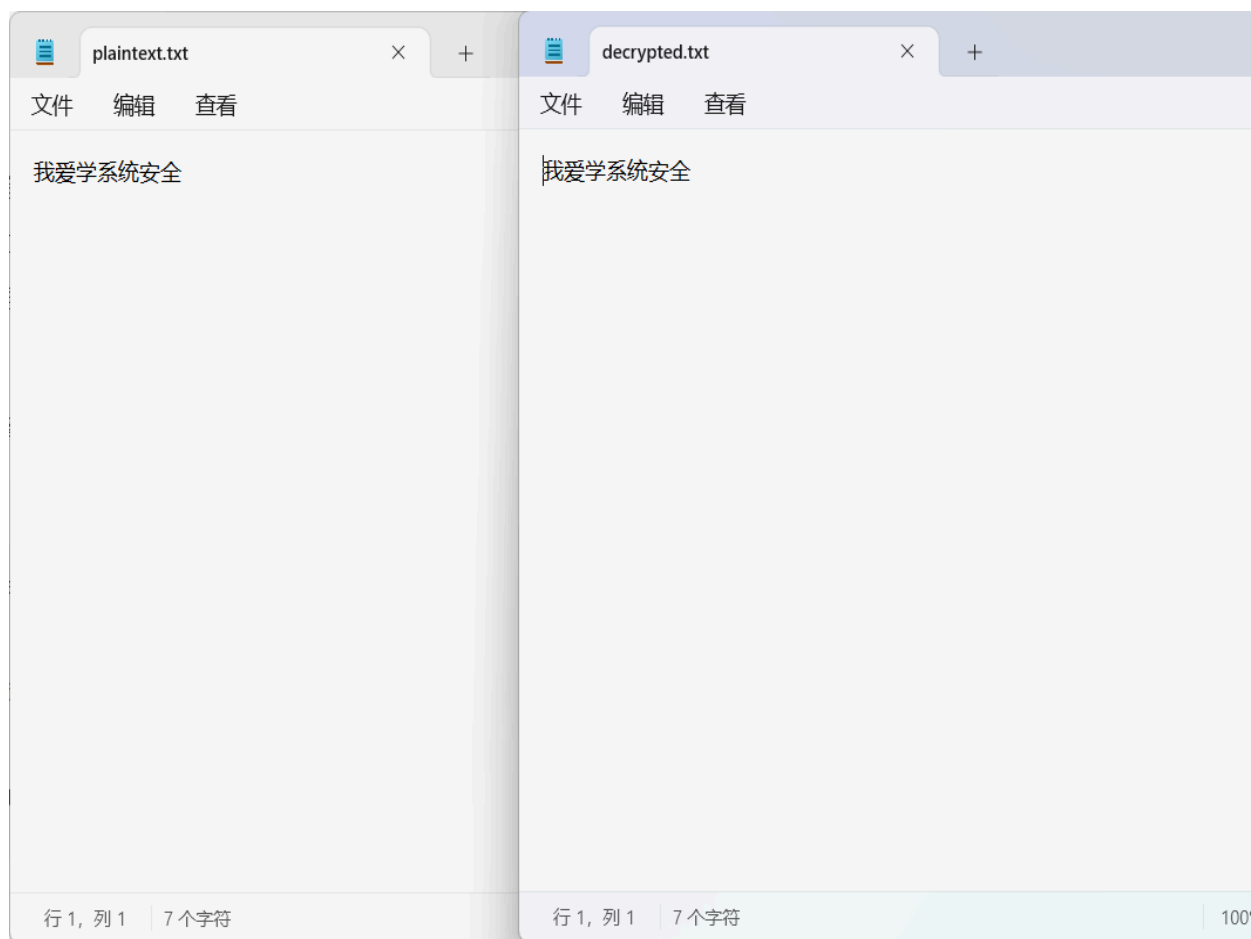 plaintext.txt
文件 编辑 查看
我爱学系统安全
行 1, 列 1 7 个字符
decrypted.txt
文件 编辑 查看
我爱学系统安全
行 1, 列 1 7 个字符 100%